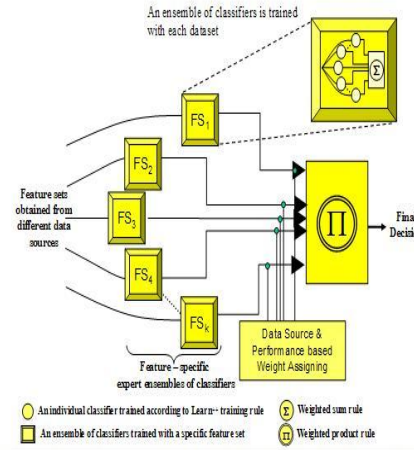 An ensemble of classifiers is trained
with each dataset
Σ
FS1
FS2
Feature sets
obtained from
different data
sources
FS3
Π
Fina
Decisi
FS4
FSk
Data Source &
Performance based
Weight Assigning
Feature – specific
expert ensembles of classifiers
An individual classifier trained according to Learn++ training rule
Σ Weighted sum rule
An ensemble of classifiers trained with a specific feature set
Π Weighted product rule